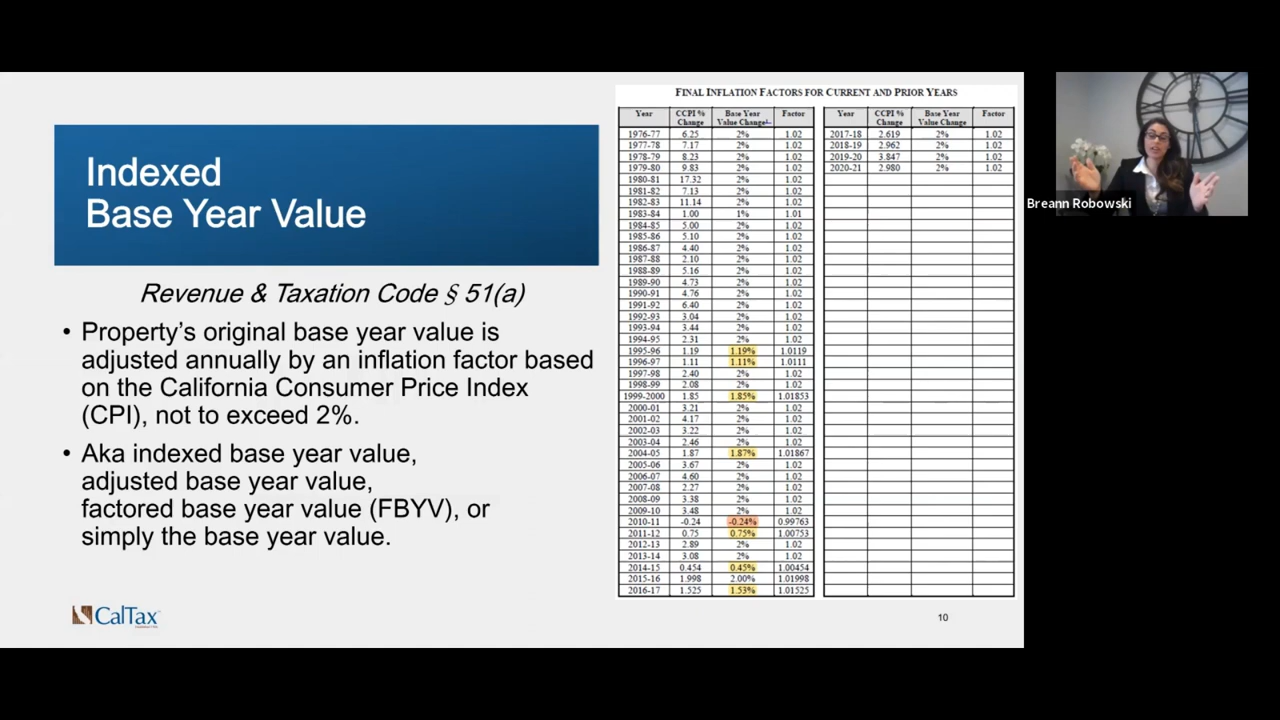 Indexed
Base Year Value
Revenue & Taxation Code § 51(a)
• Property’s original base year value is
adjusted annually by an inflation factor based
on the California Consumer Price Index
(CPI), not to exceed 2%.
• Aka indexed base year value,
adjusted base year value,
factored base year value (FBYV), or
simply the base year value.
CalTax
FINAL INFLATION FACTORS FOR CURRENT AND PRIOR YEARS
Year CCPI % Change Base Year Value Change Factor
1976-77 6.25 2% 1.02
1977-78 7.17 2% 1.02
1978-79 8.23 2% 1.02
1979-80 9.83 2% 1.02
1980-81 17.32 2% 1.02
1981-82 7.13 2% 1.02
1982-83 11.14 2% 1.02
1983-84 1.00 1% 1.01
1984-85 5.00 2% 1.02
1985-86 5.10 2% 1.02
1986-87 4.40 2% 1.02
1987-88 2.10 2% 1.02
1988-89 5.16 2% 1.02
1989-90 4.73 2% 1.02
1990-91 4.76 2% 1.02
1991-92 6.40 2% 1.02
1992-93 3.04 2% 1.02
1993-94 3.44 2% 1.02
1994-95 2.31 2% 1.02
1995-96 1.19 1.19% 1.0119
1996-97 1.11 1.11% 1.0111
1997-98 2.40 2% 1.02
1998-99 2.08 2% 1.02
1999-2000 1.85 1.85% 1.01853
2000-01 3.21 2% 1.02
2001-02 4.17 2% 1.02
2002-03 3.22 2% 1.02
2003-04 2.46 2% 1.02
2004-05 1.87 1.87% 1.01867
2005-06 3.67 2% 1.02
2006-07 4.60 2% 1.02
2007-08 2.27 2% 1.02
2008-09 3.38 2% 1.02
2009-10 3.48 2% 1.02
2010-11 -0.24 -0.24% 0.99763
2011-12 0.75 0.75% 1.00753
2012-13 2.89 2% 1.02
2013-14 3.08 2% 1.02
2014-15 0.454 0.45% 1.00454
2015-16 1.998 2.00% 1.01998
2016-17 1.525 1.53% 1.01525
Year CCPI % Change Base Year Value Change Factor
2017-18 2.619 2% 1.02
2018-19 2.962 2% 1.02
2019-20 3.847 2% 1.02
2020-21 2.980 2% 1.02
10
Breann Robowski